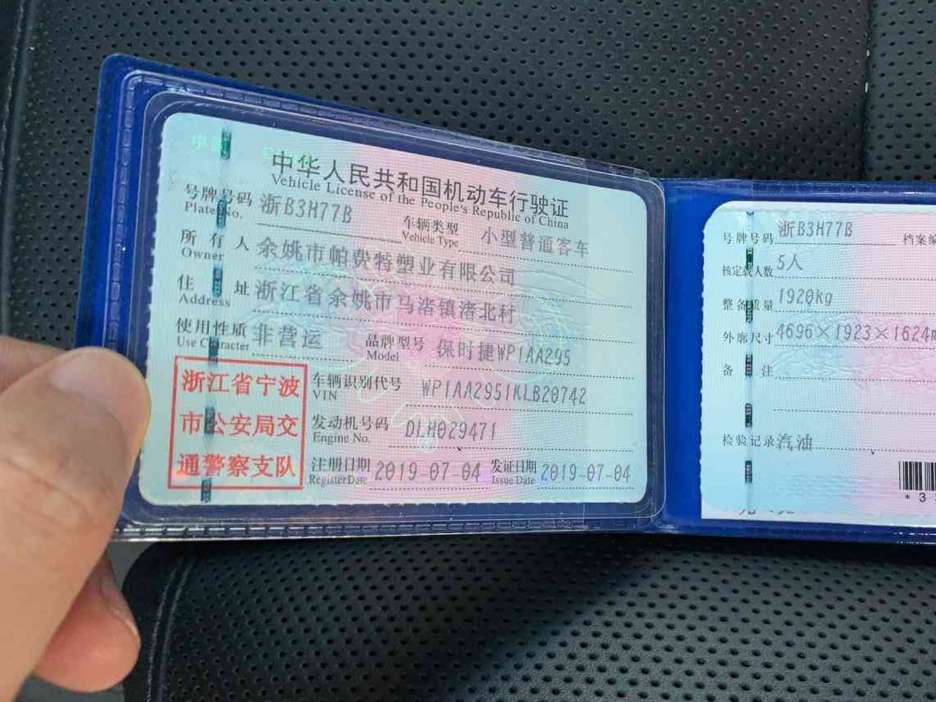 中华人民共和国机动车行驶证
Vehicle License of the People's Republic of China
号牌号码 浙B3H77B 车辆类型 小型普通客车
Plate No. Vehicle Type
所有人 余姚市帕费特塑业有限公司
Owner
住址 浙江省余姚市马渚镇渚北村
Address
使用性质 非营运 品牌型号 保时捷WP1AA295
Use Character Model
浙江省宁波
市公安局交
通警察支队
车辆识别代号 WP1AA2951KLB20742
VIN
发动机号码 DLH029471
Engine No.
注册日期 2019-07-04 发证日期 2019-07-04
Register Date Issue Date
号牌号码 浙B3H77B 档案编
核定载人数 5人
整备质量 1920kg
外廓尺寸 4696×1923×1624
备注
检验记录 汽油
*3